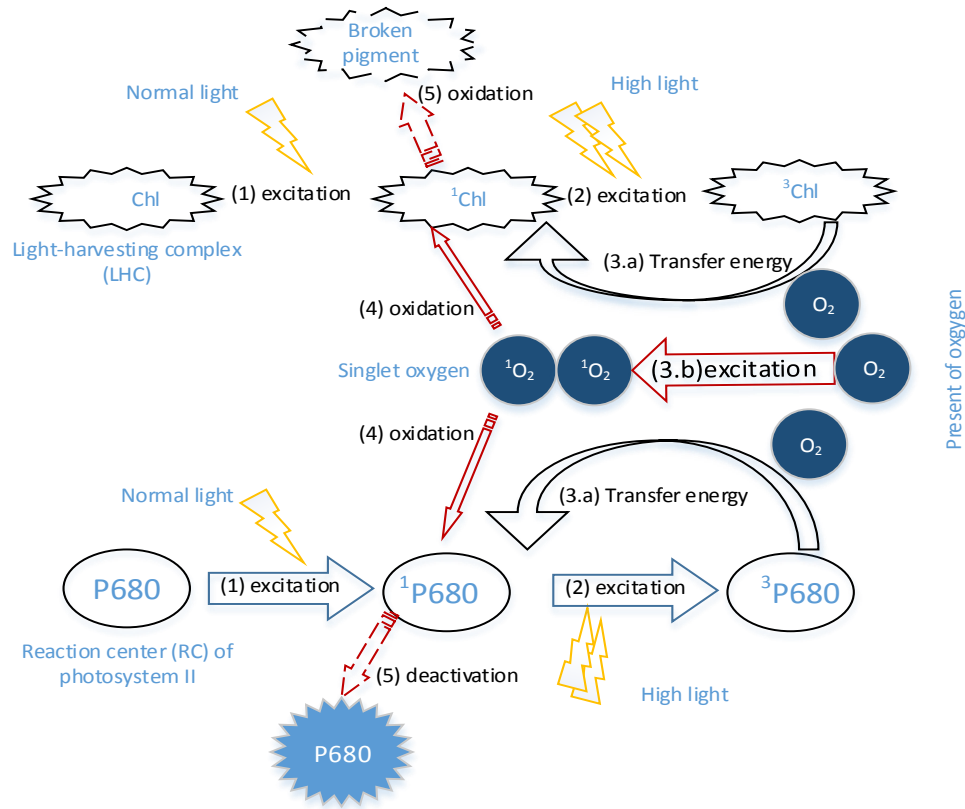 Broken
pigment
Normal light
(5) oxidation
High light
Chl
(1) excitation
¹Chl
(2) excitation
³Chl
Light-harvesting complex
(LHC)
(3.a) Transfer energy
O₂
(4) oxidation
Singlet oxygen
¹O₂
¹O₂
(3.b)excitation
O₂
Present of oxgygen
(4) oxidation
O₂
Normal light
(3.a) Transfer energy
P680
(1) excitation
¹P680
(2) excitation
³P680
Reaction center (RC) of
photosystem II
(5) deactivation
High light
P680